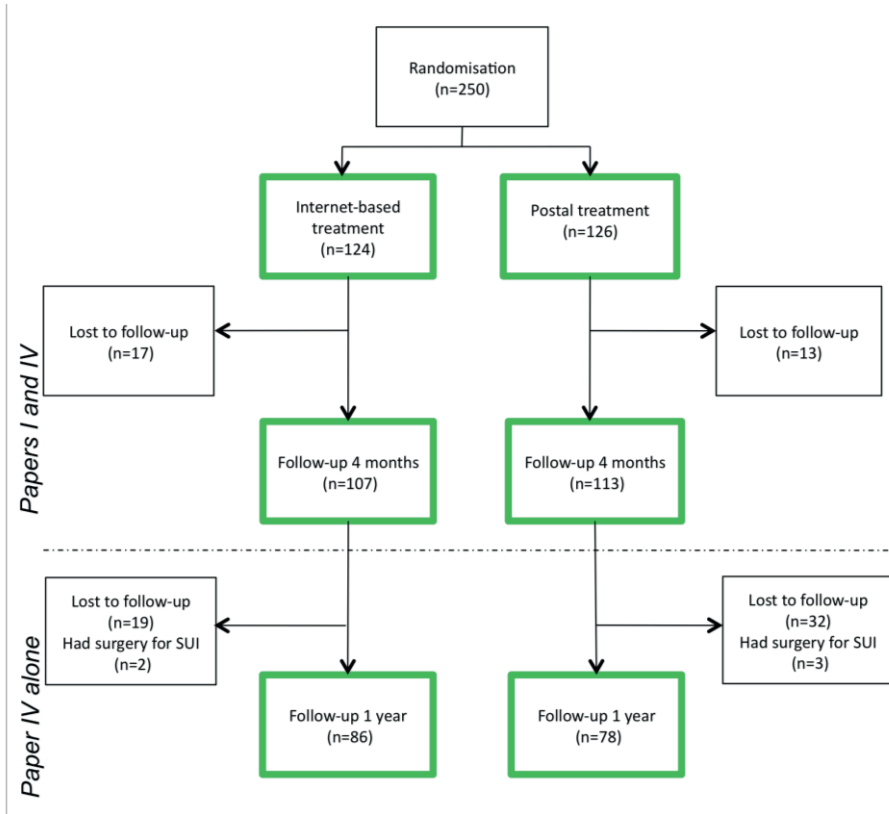 Randomisation
(n=250)
Internet-based
treatment
(n=124)
Postal treatment
(n=126)
Lost to follow-up
(n=17)
Lost to follow-up
(n=13)
Papers I and IV
Follow-up 4 months
(n=107)
Follow-up 4 months
(n=113)
Lost to follow-up
(n=19)
Had surgery for SUI
(n=2)
Lost to follow-up
(n=32)
Had surgery for SUI
(n=3)
Paper IV alone
Follow-up 1 year
(n=86)
Follow-up 1 year
(n=78)